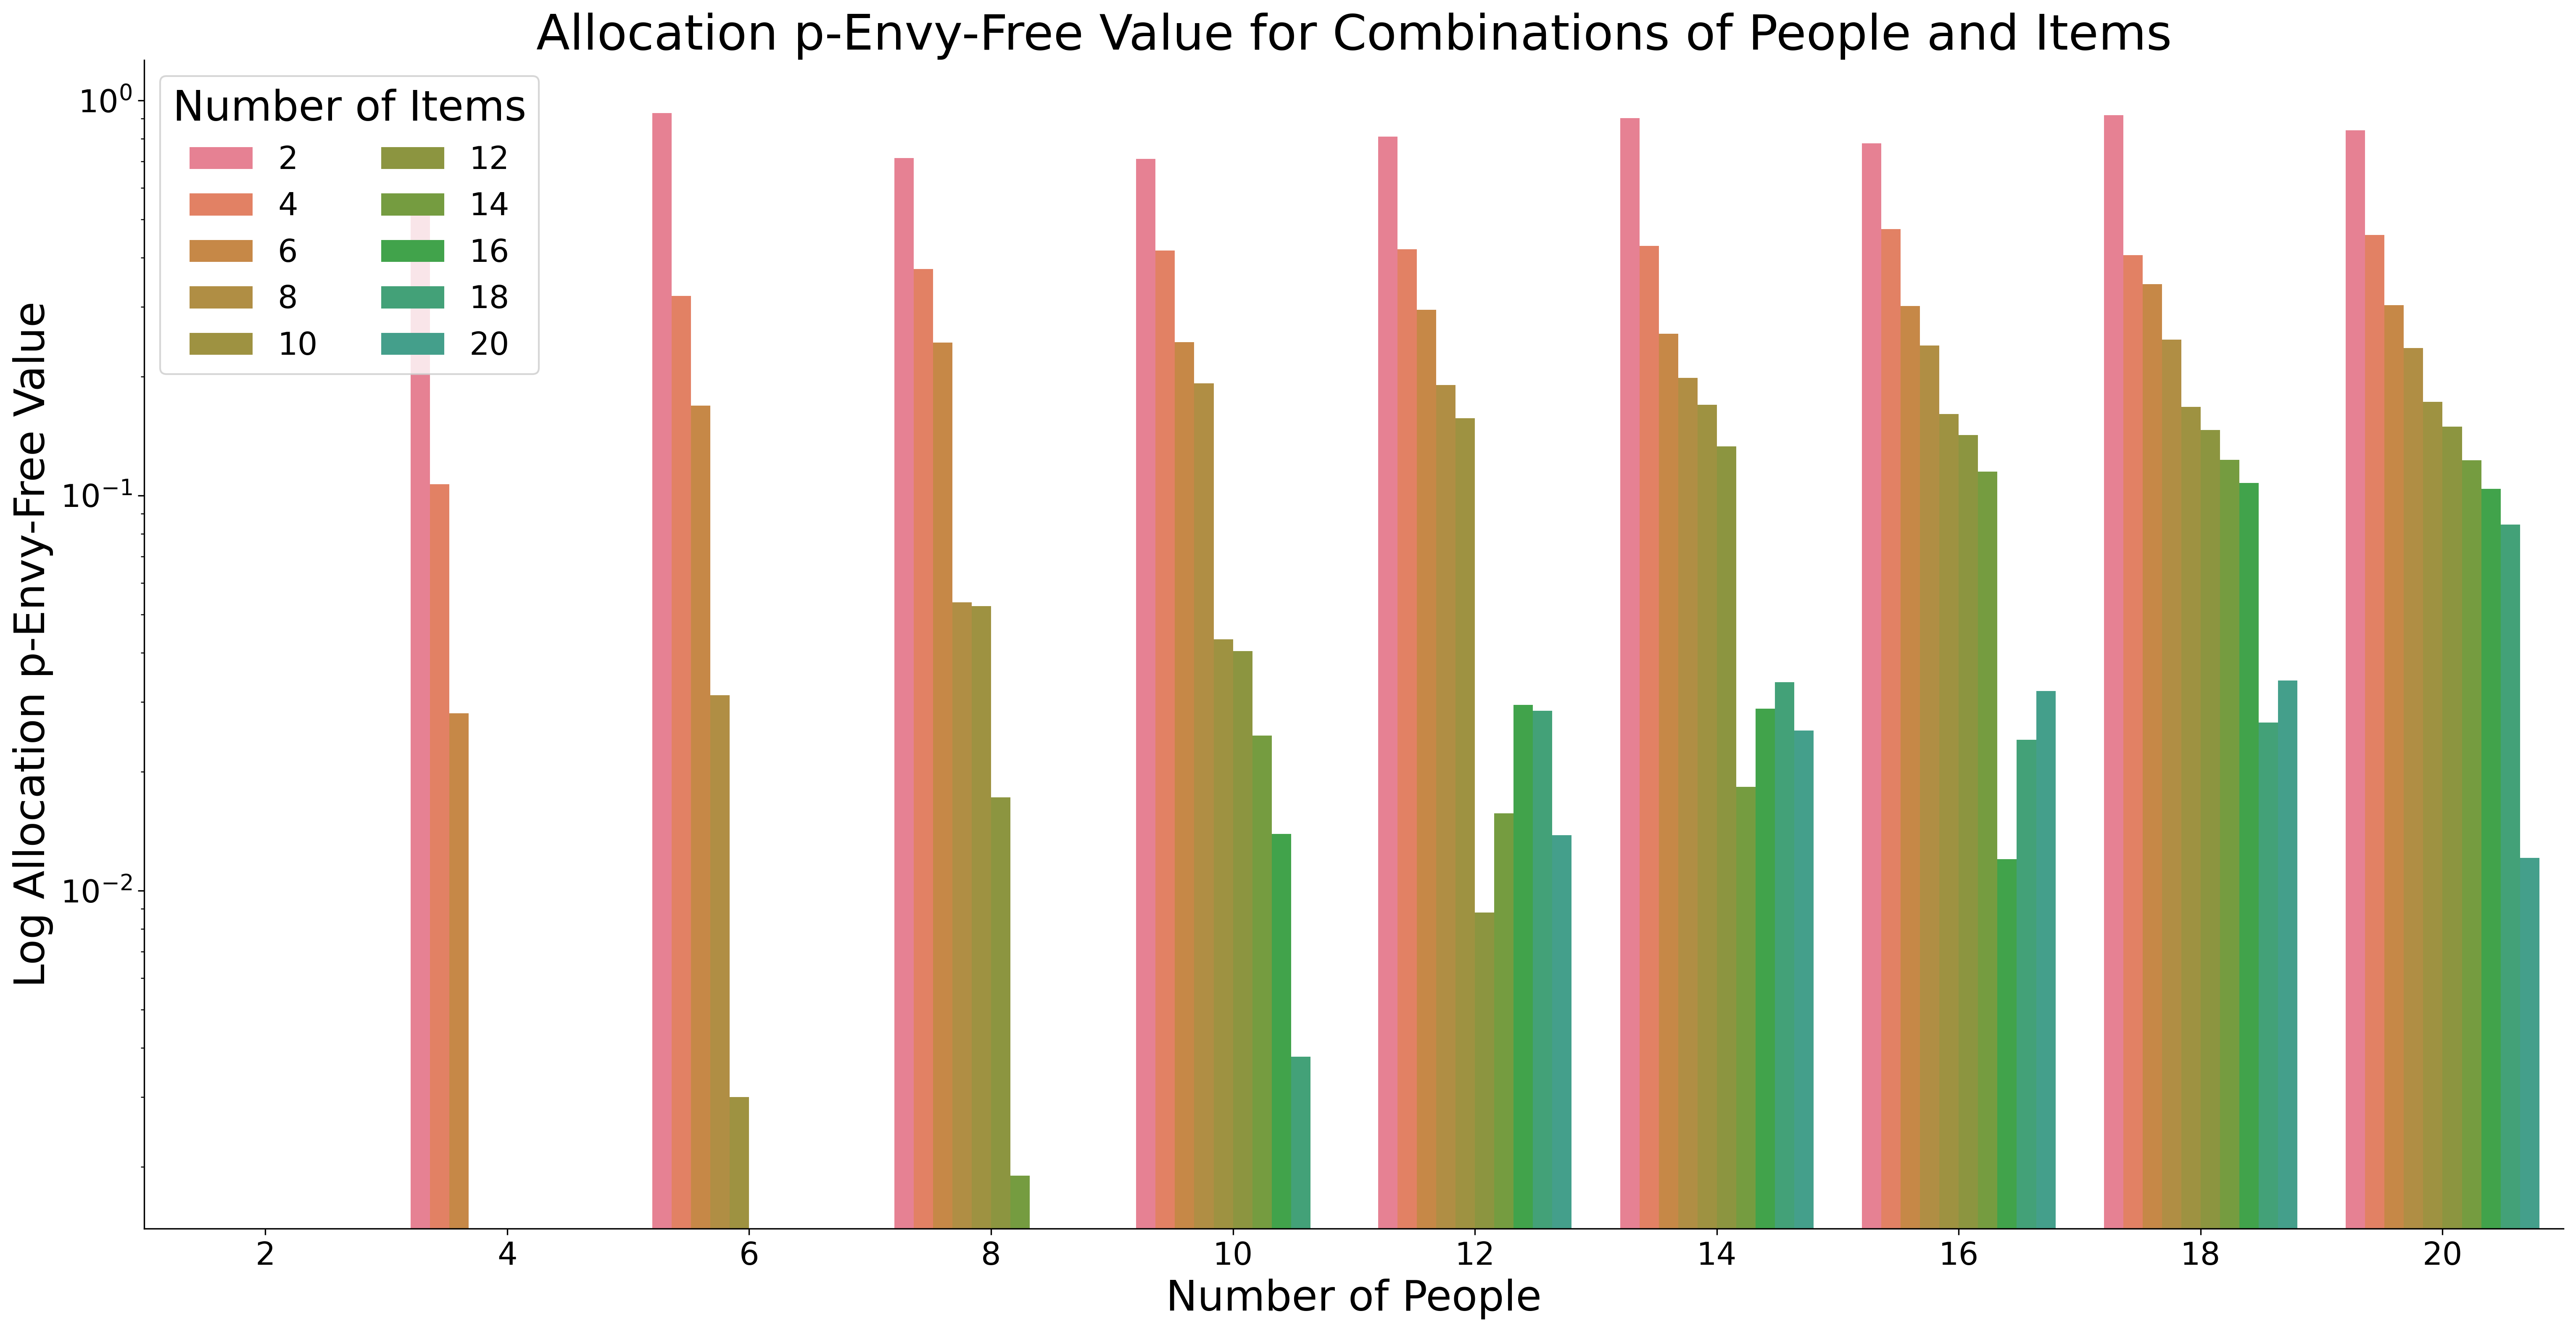 Allocation p-Envy-Free Value for Combinations of People and Items
Log Allocation p-Envy-Free Value
10⁰
10⁻¹
10⁻²
Number of Items
2 12
4 14
6 16
8 18
10 20
2 4 6 8 10 12 14 16 18 20
Number of People